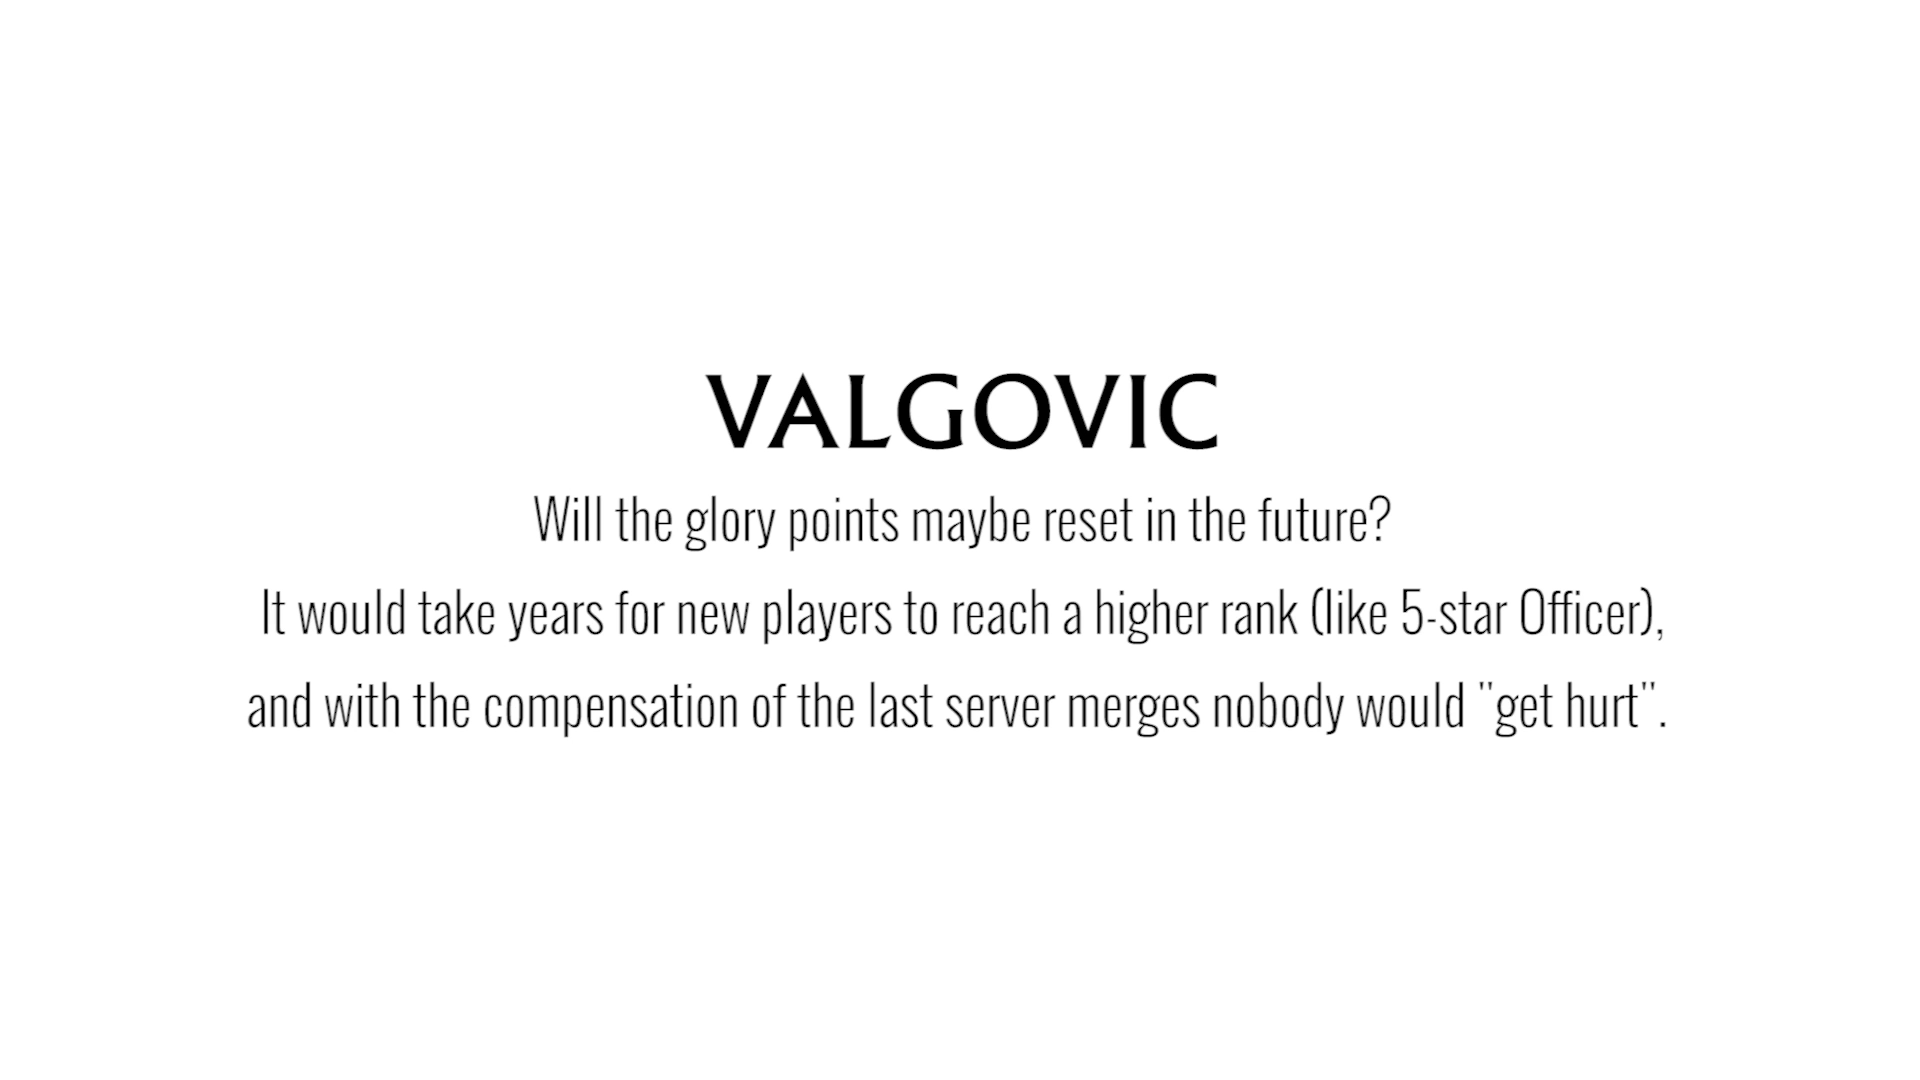 VALGOVIC
Will the glory points maybe reset in the future?
It would take years for new players to reach a higher rank (like 5-star Officer),
and with the compensation of the last server merges nobody would "get hurt".